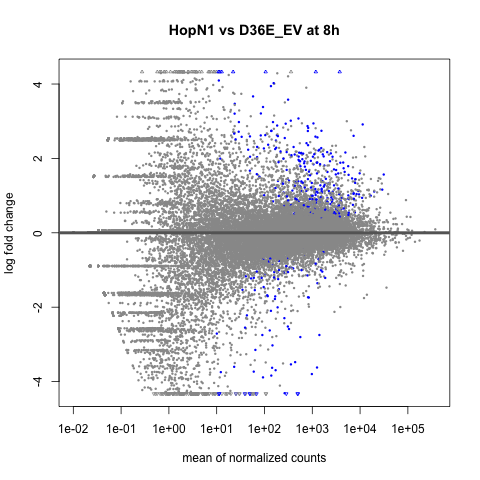 HopN1 vs D36E_EV at 8h
log fold change
4
2
0
-2
-4
1e-02 1e-01 1e+00 1e+01 1e+02 1e+03 1e+04 1e+05
mean of normalized counts